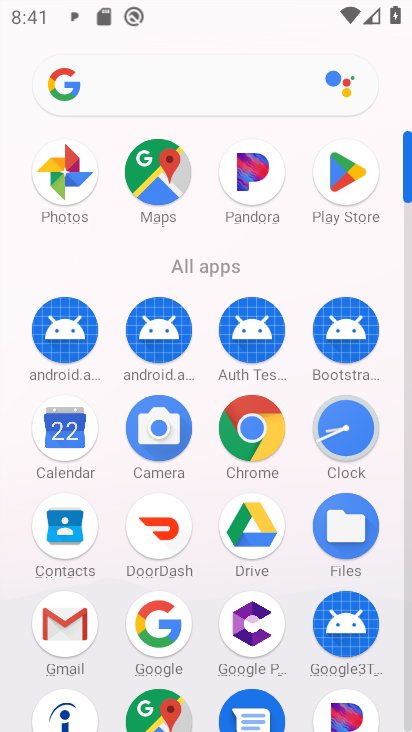 8:41
Photos Maps Pandora Play Store
All apps
android.a... android.a... Auth Tes... Bootstra...
22
Calendar Camera Chrome Clock
Contacts DoorDash Drive Files
Gmail Google Google P... Google3T...